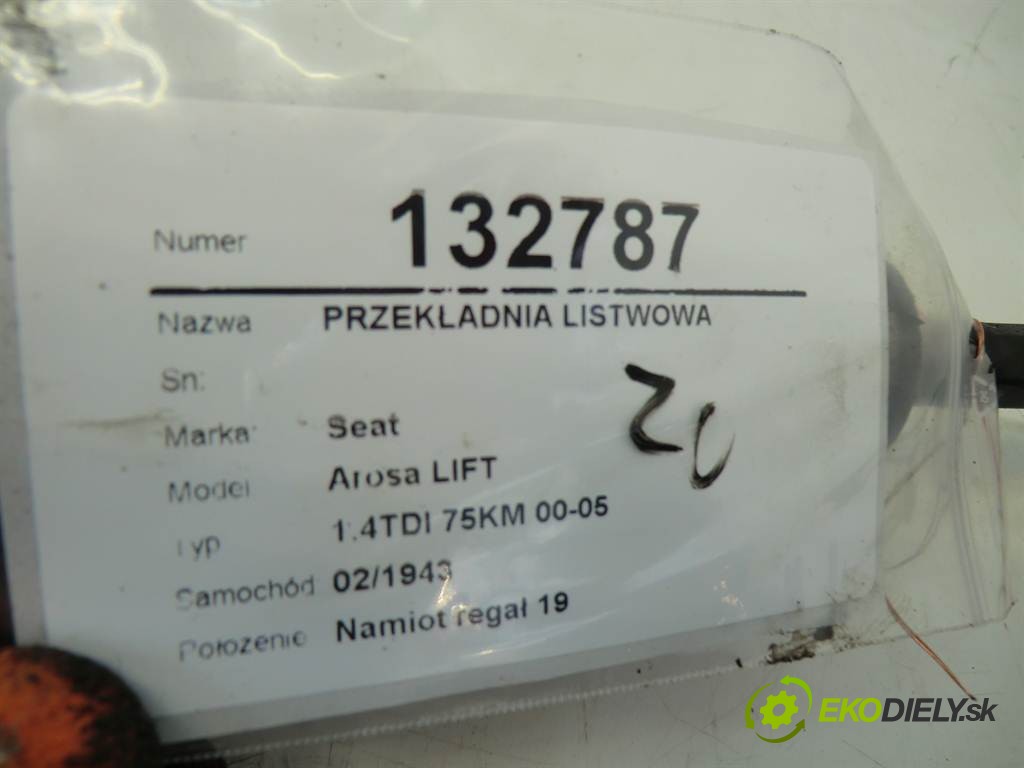 Numer 132787
Nazwa PRZEKŁADNIA LISTWOWA
Sn:
Marka: Seat
Model Arosa LIFT
Typ 1.4TDI 75KM 00-05
Samochód 02/1943
Położenie Namiot regał 19
EKODIELY.sk